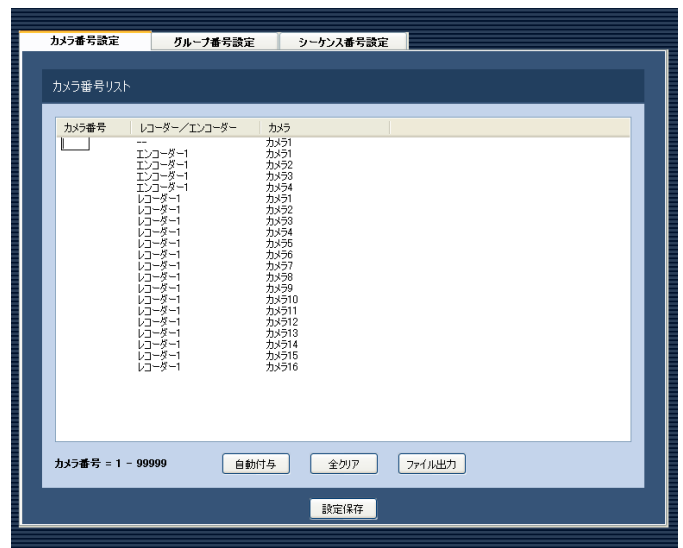 カメラ番号設定 グループ番号設定 シーケンス番号設定
カメラ番号リスト
カメラ番号 レコーダー／エンコーダー カメラ
-- カメラ1
エンコーダー1 カメラ1
エンコーダー1 カメラ2
エンコーダー1 カメラ3
エンコーダー1 カメラ4
レコーダー1 カメラ1
レコーダー1 カメラ2
レコーダー1 カメラ3
レコーダー1 カメラ4
レコーダー1 カメラ5
レコーダー1 カメラ6
レコーダー1 カメラ7
レコーダー1 カメラ8
レコーダー1 カメラ9
レコーダー1 カメラ10
レコーダー1 カメラ11
レコーダー1 カメラ12
レコーダー1 カメラ13
レコーダー1 カメラ14
レコーダー1 カメラ15
レコーダー1 カメラ16
カメラ番号 = 1 - 99999 自動付与 全クリア ファイル出力
設定保存